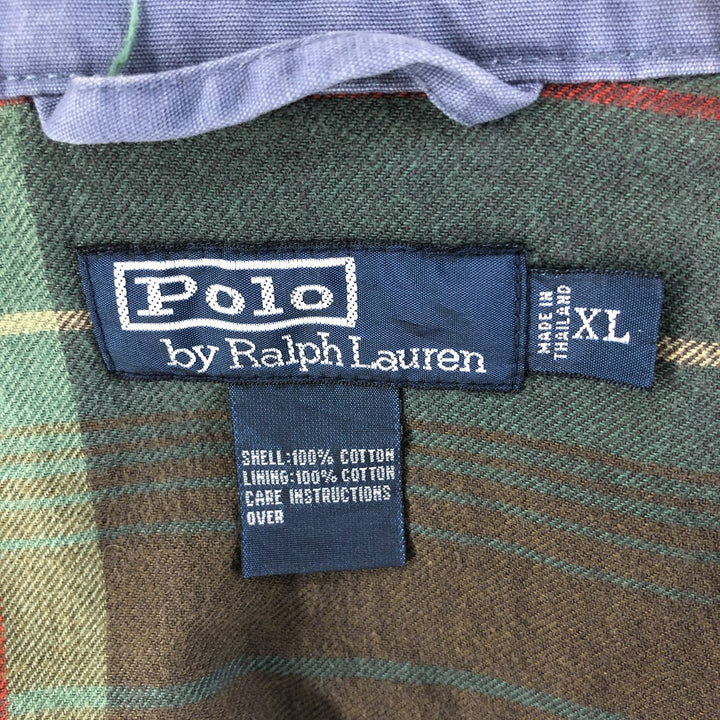 Polo
by Ralph Lauren
MADE IN
THAILAND
XL
SHELL:100% COTTON
LINING:100% COTTON
CARE INSTRUCTIONS
OVER